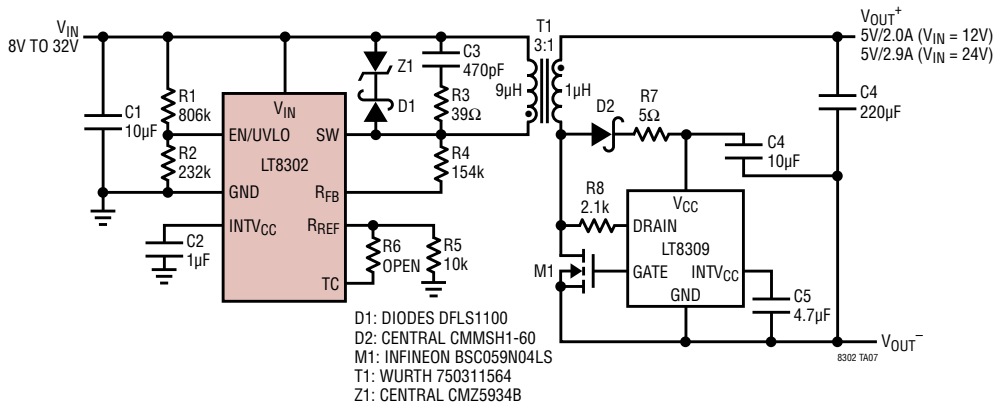 VIN
8V TO 32V
C1
10µF
R1
806k
R2
232k
VIN
EN/UVLO
SW
LT8302
GND
RFB
INTVCC
RREF
TC
C2
1µF
Z1
D1
C3
470pF
R3
39Ω
R4
154k
R6
OPEN
R5
10k
T1
3:1
9µH
1µH
D2
R7
5Ω
C4
10µF
C4
220µF
VOUT+
5V/2.0A (VIN = 12V)
5V/2.9A (VIN = 24V)
R8
2.1k
VCC
DRAIN
LT8309
GATE
INTVCC
GND
M1
C5
4.7µF
VOUT−
8302 TA07
D1: DIODES DFLS1100
D2: CENTRAL CMMSH1-60
M1: INFINEON BSC059N04LS
T1: WURTH 750311564
Z1: CENTRAL CMZ5934B